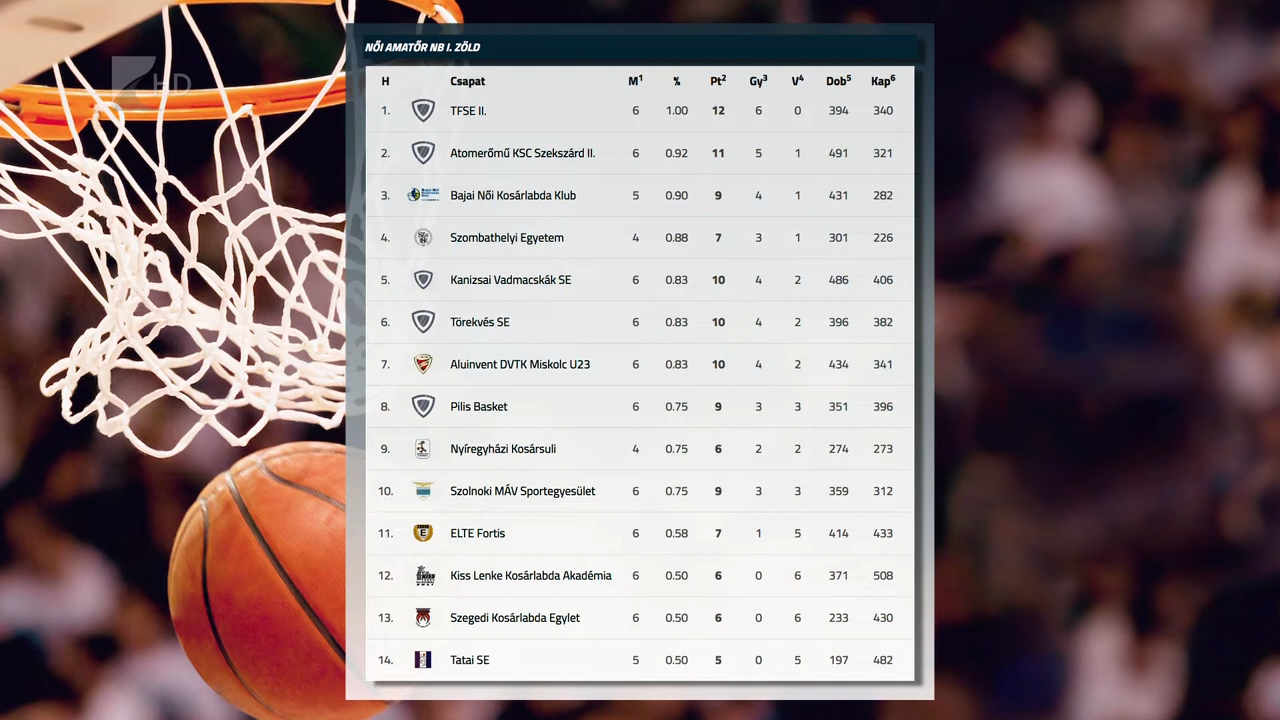 HD
NŐI AMATŐR NB I. ZÖLD
H Csapat M¹ % Pt² Gy³ V⁴ Dob⁵ Kap⁶
1. TFSE II. 6 1.00 12 6 0 394 340
2. Atomerőmű KSC Szekszárd II. 6 0.92 11 5 1 491 321
3. Bajai Női Kosárlabda Klub 5 0.90 9 4 1 431 282
4. Szombathelyi Egyetem 4 0.88 7 3 1 301 226
5. Kanizsai Vadmacskák SE 6 0.83 10 4 2 486 406
6. Törekvés SE 6 0.83 10 4 2 396 382
7. Aluinvent DVTK Miskolc U23 6 0.83 10 4 2 434 341
8. Pilis Basket 6 0.75 9 3 3 351 396
9. Nyíregyházi Kosársuli 4 0.75 6 2 2 274 273
10. Szolnoki MÁV Sportegyesület 6 0.75 9 3 3 359 312
11. ELTE Fortis 6 0.58 7 1 5 414 433
12. Kiss Lenke Kosárlabda Akadémia 6 0.50 6 0 6 371 508
13. Szegedi Kosárlabda Egylet 6 0.50 6 0 6 233 430
14. Tatai SE 5 0.50 5 0 5 197 482